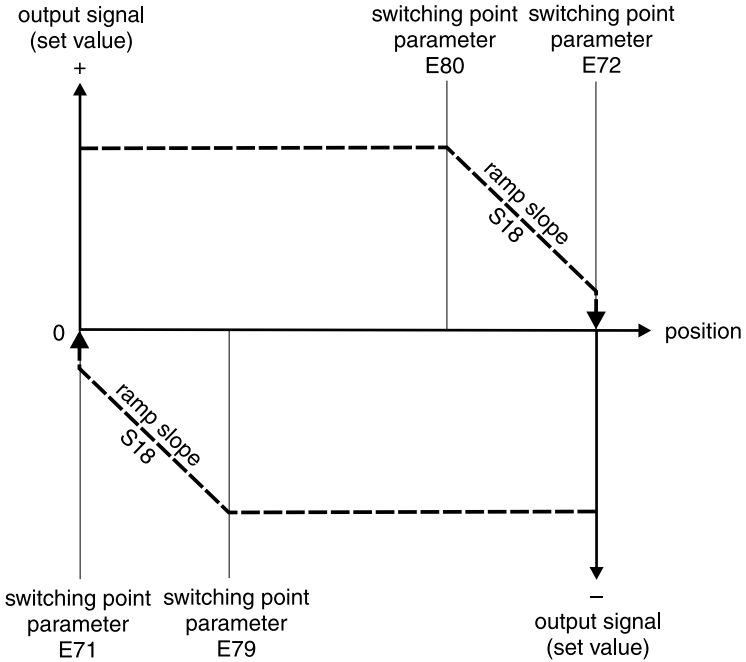 output signal
(set value)
+
switching point
parameter
E80
switching point
parameter
E72
ramp slope
S18
0
position
ramp slope
S18
switching point
parameter
E71
switching point
parameter
E79
–
output signal
(set value)